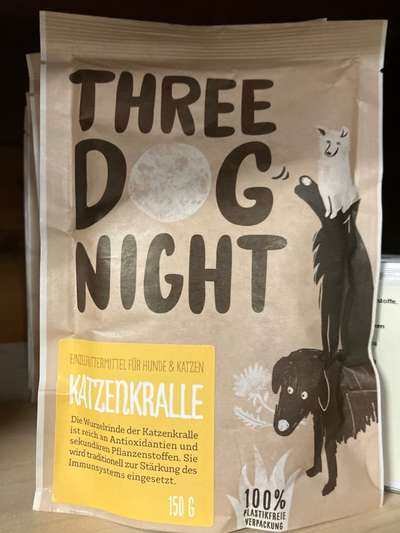 THREE
DOG
NIGHT
EINZELFUTTERMITTEL FÜR HUNDE & KATZEN
KATZENKRALLE
Die Wurzelrinde der Katzenkralle
ist reich an Antioxidantien und
sekundären Pflanzenstoffen. Sie
wird traditionell zur Stärkung des
Immunsystems eingesetzt.
150 G
100%
PLASTIKFREIE
VERPACKUNG